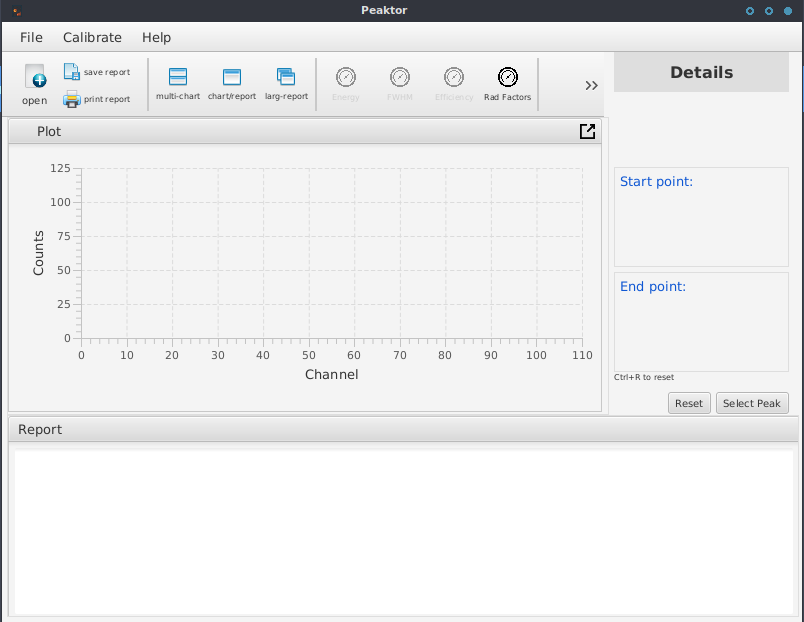 Peaktor
File Calibrate Help
open
save report
print report
multi-chart chart/report larg-report
Energy FWHM Efficiency Rad Factors
>>
Details
Plot
125
100
75
50
25
0
Counts
0 10 20 30 40 50 60 70 80 90 100 110
Channel
Start point:
End point:
Ctrl+R to reset
Reset Select Peak
Report